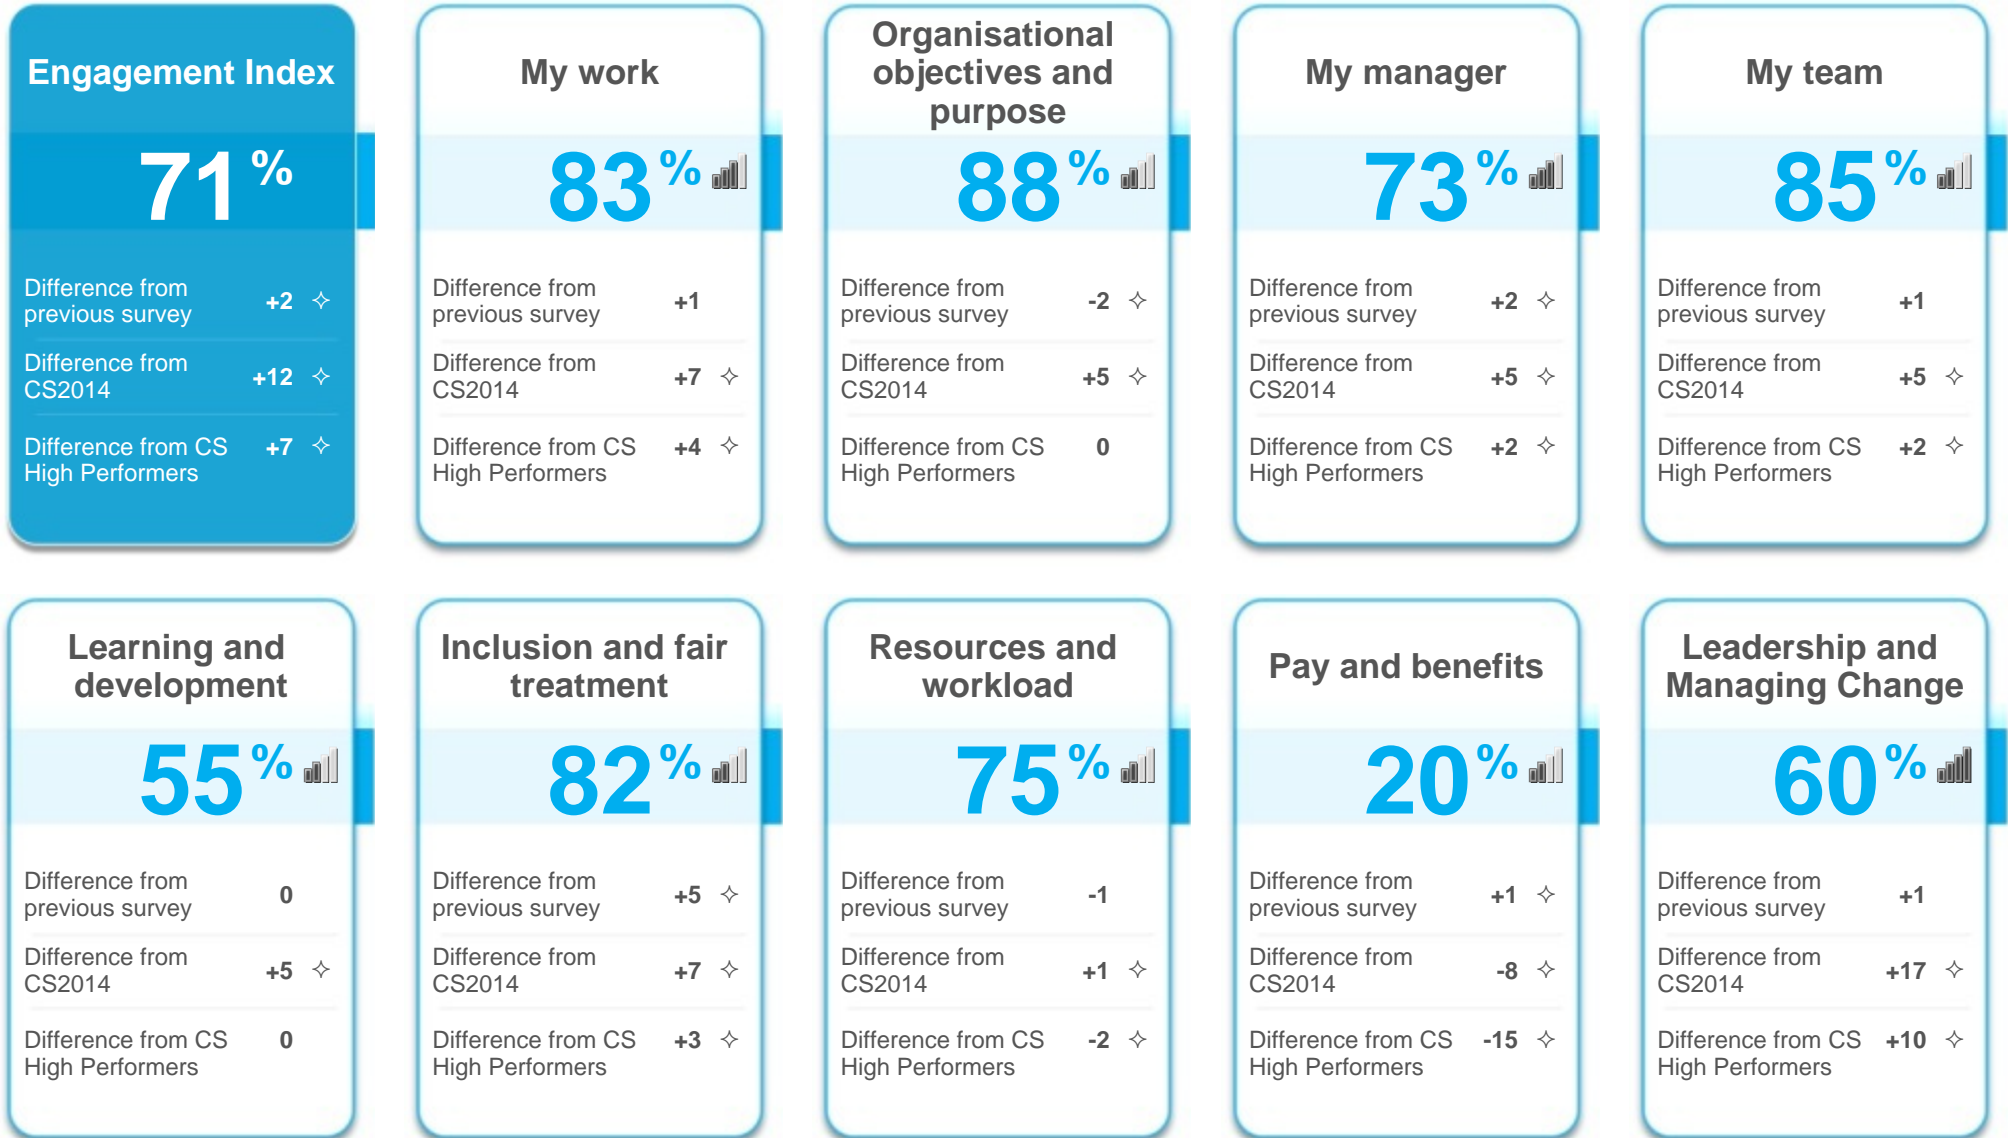 Engagement Index
71%
Difference from
previous survey +2 ✧
Difference from
CS2014 +12 ✧
Difference from CS
High Performers +7 ✧
My work
83%
Difference from
previous survey +1
Difference from
CS2014 +7 ✧
Difference from CS
High Performers +4 ✧
Organisational
objectives and
purpose
88%
Difference from
previous survey -2 ✧
Difference from
CS2014 +5 ✧
Difference from CS
High Performers 0
My manager
73%
Difference from
previous survey +2 ✧
Difference from
CS2014 +5 ✧
Difference from CS
High Performers +2 ✧
My team
85%
Difference from
previous survey +1
Difference from
CS2014 +5 ✧
Difference from CS
High Performers +2 ✧
Learning and
development
55%
Difference from
previous survey 0
Difference from
CS2014 +5 ✧
Difference from CS
High Performers 0
Inclusion and fair
treatment
82%
Difference from
previous survey +5 ✧
Difference from
CS2014 +7 ✧
Difference from CS
High Performers +3 ✧
Resources and
workload
75%
Difference from
previous survey -1
Difference from
CS2014 +1 ✧
Difference from CS
High Performers -2 ✧
Pay and benefits
20%
Difference from
previous survey +1 ✧
Difference from
CS2014 -8 ✧
Difference from CS
High Performers -15 ✧
Leadership and
Managing Change
60%
Difference from
previous survey +1
Difference from
CS2014 +17 ✧
Difference from CS
High Performers +10 ✧